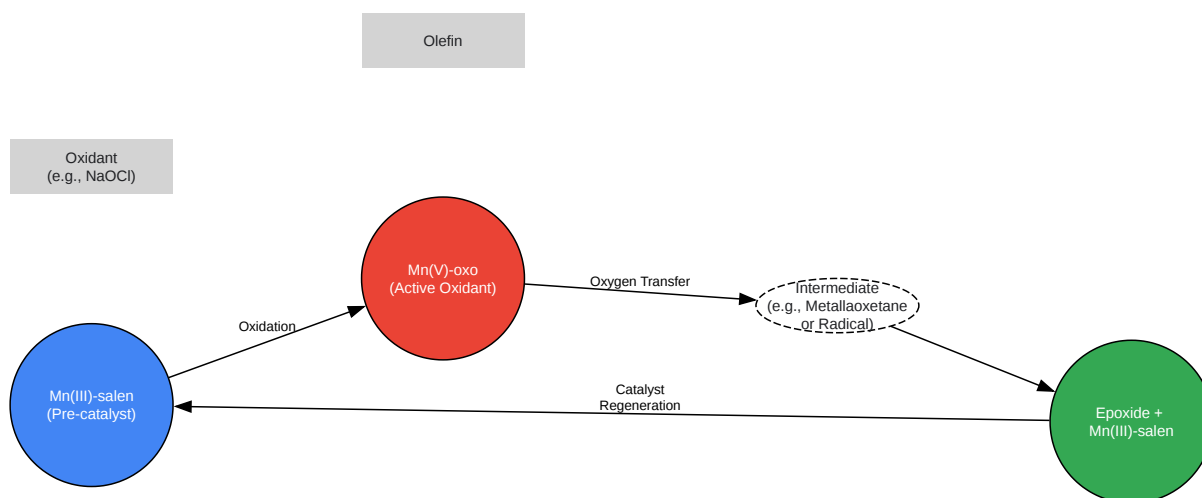 Olefin
Oxidant
(e.g., NaOCl)
Mn(V)-oxo
(Active Oxidant)
Oxygen Transfer
Intermediate
(e.g., Metallaoxetane
or Radical)
Oxidation
Mn(III)-salen
(Pre-catalyst)
Catalyst
Regeneration
Epoxide +
Mn(III)-salen